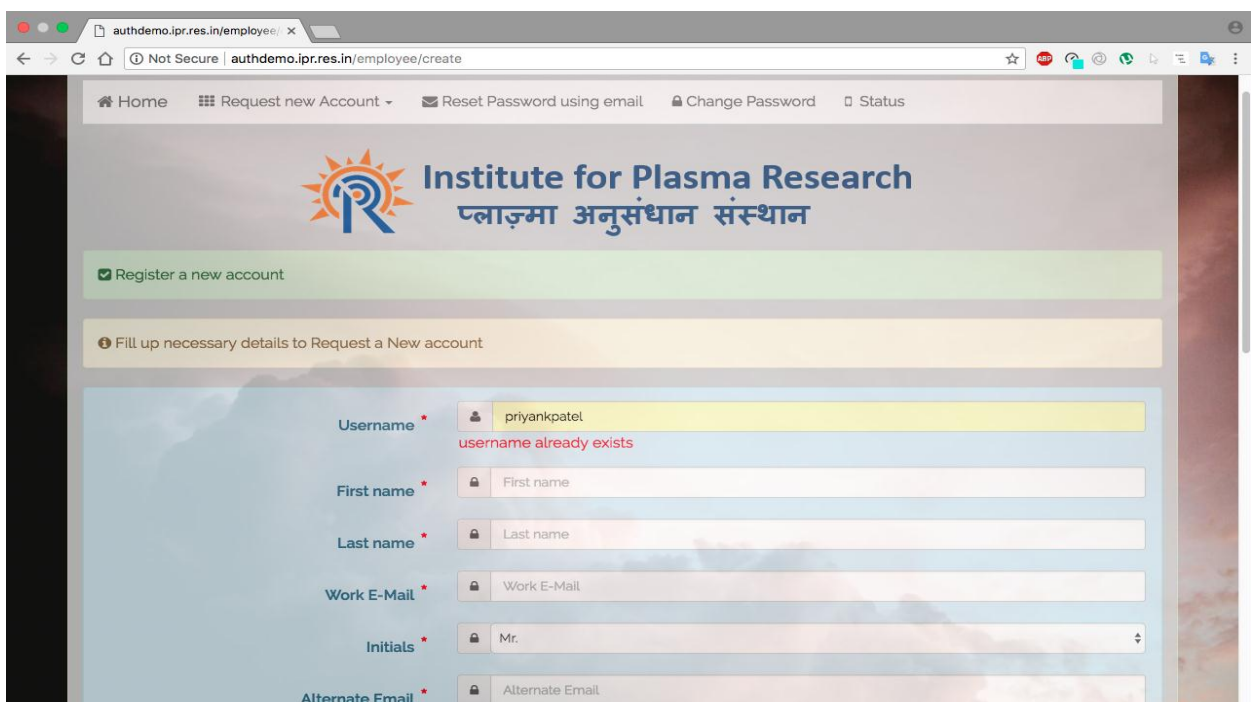 authdemo.ipr.res.in/employee/
Not Secure | authdemo.ipr.res.in/employee/create
ABP
Home Request new Account Reset Password using email Change Password Status
Institute for Plasma Research
प्लाज़्मा अनुसंधान संस्थान
Register a new account
Fill up necessary details to Request a New account
Username * priyankpatel
username already exists
First name * First name
Last name * Last name
Work E-Mail * Work E-Mail
Initials * Mr.
Alternate Email * Alternate Email